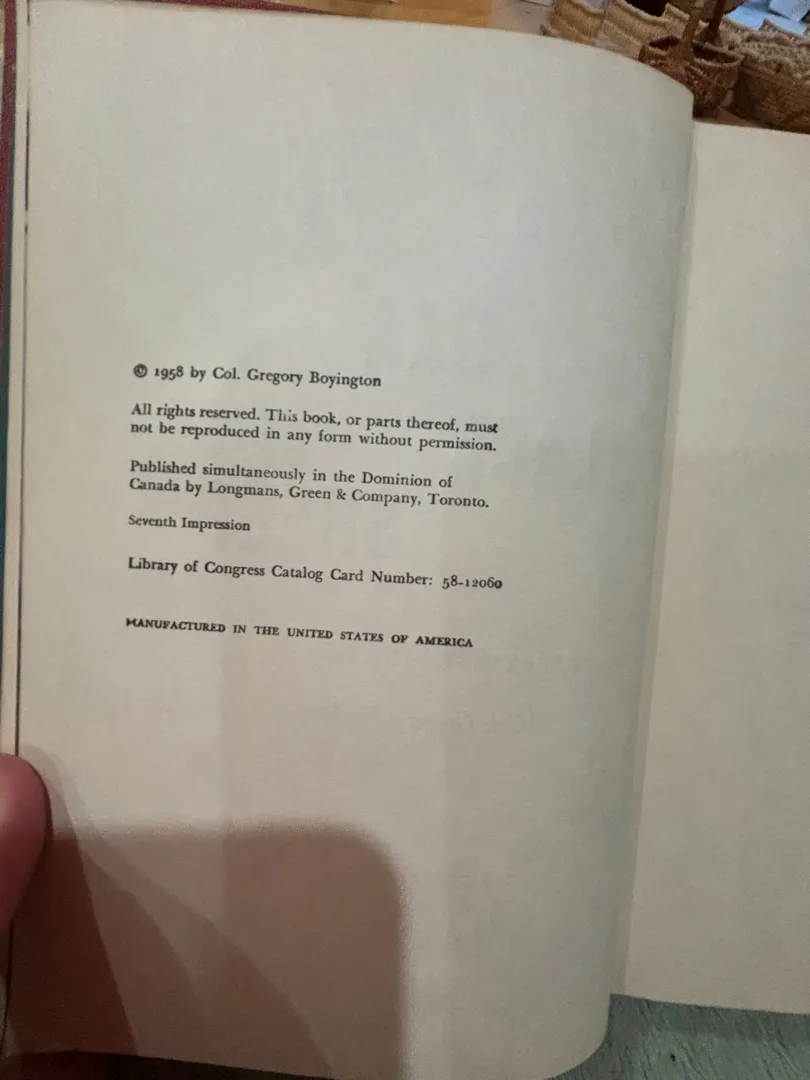 © 1958 by Col. Gregory Boyington
All rights reserved. This book, or parts thereof, must
not be reproduced in any form without permission.
Published simultaneously in the Dominion of
Canada by Longmans, Green & Company, Toronto.
Seventh Impression
Library of Congress Catalog Card Number: 58-12060
MANUFACTURED IN THE UNITED STATES OF AMERICA